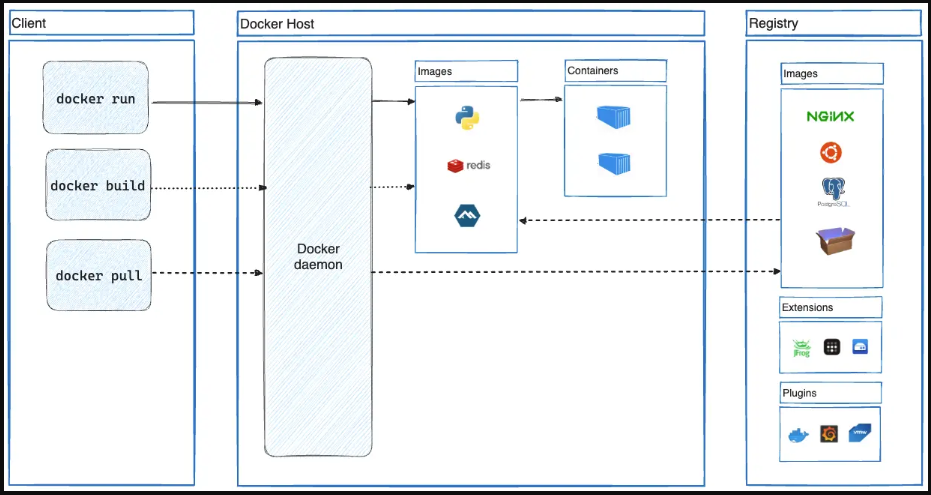 Client
docker run
docker build
docker pull
Docker Host
Docker
daemon
Images
redis
Containers
Registry
Images
NGINX
PostgreSQL
Extensions
JFrog
Plugins
vmw